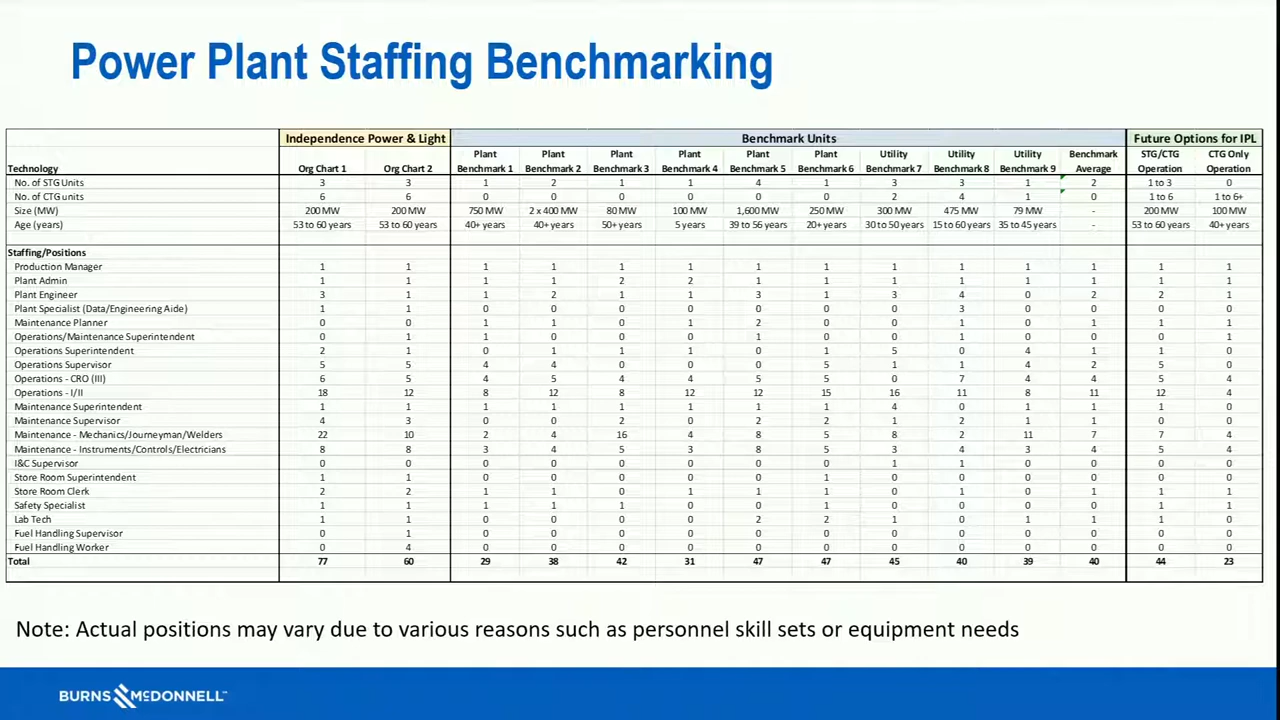 Power Plant Staffing Benchmarking
Independence Power & Light Benchmark Units Future Options for IPL
Plant Plant Plant Plant Plant Plant Utility Utility Utility Benchmark STG/CTG CTG Only
Technology Org Chart 1 Org Chart 2 Benchmark 1 Benchmark 2 Benchmark 3 Benchmark 4 Benchmark 5 Benchmark 6 Benchmark 7 Benchmark 8 Benchmark 9 Average Operation Operation
No. of STG Units 3 3 1 2 1 1 4 1 3 3 1 2 1 to 3 0
No. of CTG units 6 6 0 0 0 0 0 0 2 4 1 0 1 to 6 1 to 6+
Size (MW) 200 MW 200 MW 750 MW 2 x 400 MW 80 MW 100 MW 1,600 MW 250 MW 300 MW 475 MW 79 MW - 200 MW 100 MW
Age (years) 53 to 60 years 53 to 60 years 40+ years 40+ years 50+ years 5 years 39 to 56 years 20+ years 30 to 50 years 15 to 60 years 35 to 45 years - 53 to 60 years 40+ years
Staffing/Positions
Production Manager 1 1 1 1 1 1 1 1 1 1 1 1 1 1
Plant Admin 1 1 1 1 2 2 1 1 1 1 1 1 1 1
Plant Engineer 3 1 1 2 1 1 3 1 3 4 0 2 2 1
Plant Specialist (Data/Engineering Aide) 1 1 0 0 0 0 0 0 0 3 0 0 0 0
Maintenance Planner 0 0 1 1 0 1 2 0 0 1 0 1 1 1
Operations/Maintenance Superintendent 0 1 1 0 0 0 1 0 0 1 0 0 0 1
Operations Superintendent 2 1 0 1 1 1 0 1 5 0 4 1 1 0
Operations Supervisor 5 5 4 4 0 0 0 5 1 1 4 2 5 0
Operations - CRO (III) 6 5 4 5 4 4 5 5 0 7 4 4 5 4
Operations - I/II 18 12 8 12 8 12 12 15 16 11 8 11 12 4
Maintenance Superintendent 1 1 1 1 1 1 1 1 4 0 1 1 1 0
Maintenance Supervisor 4 3 0 0 2 0 2 2 1 2 1 1 0 0
Maintenance - Mechanics/Journeyman/Welders 22 10 2 4 16 4 8 5 8 2 11 7 7 4
Maintenance - Instruments/Controls/Electricians 8 8 3 4 5 3 8 5 3 4 3 4 5 4
I&C Supervisor 0 0 0 0 0 0 0 0 1 1 0 0 0 0
Store Room Superintendent 1 1 0 0 0 0 0 1 0 0 0 0 0 0
Store Room Clerk 2 2 1 1 0 1 1 1 0 1 0 1 1 1
Safety Specialist 1 1 1 1 1 0 0 1 0 0 0 0 1 1
Lab Tech 1 1 0 0 0 0 2 2 1 0 1 1 1 0
Fuel Handling Supervisor 0 1 0 0 0 0 0 0 0 0 0 0 0 0
Fuel Handling Worker 0 4 0 0 0 0 0 0 0 0 0 0 0 0
Total 77 60 29 38 42 31 47 47 45 40 39 40 44 23
Note: Actual positions may vary due to various reasons such as personnel skill sets or equipment needs
BURNS McDONNELL